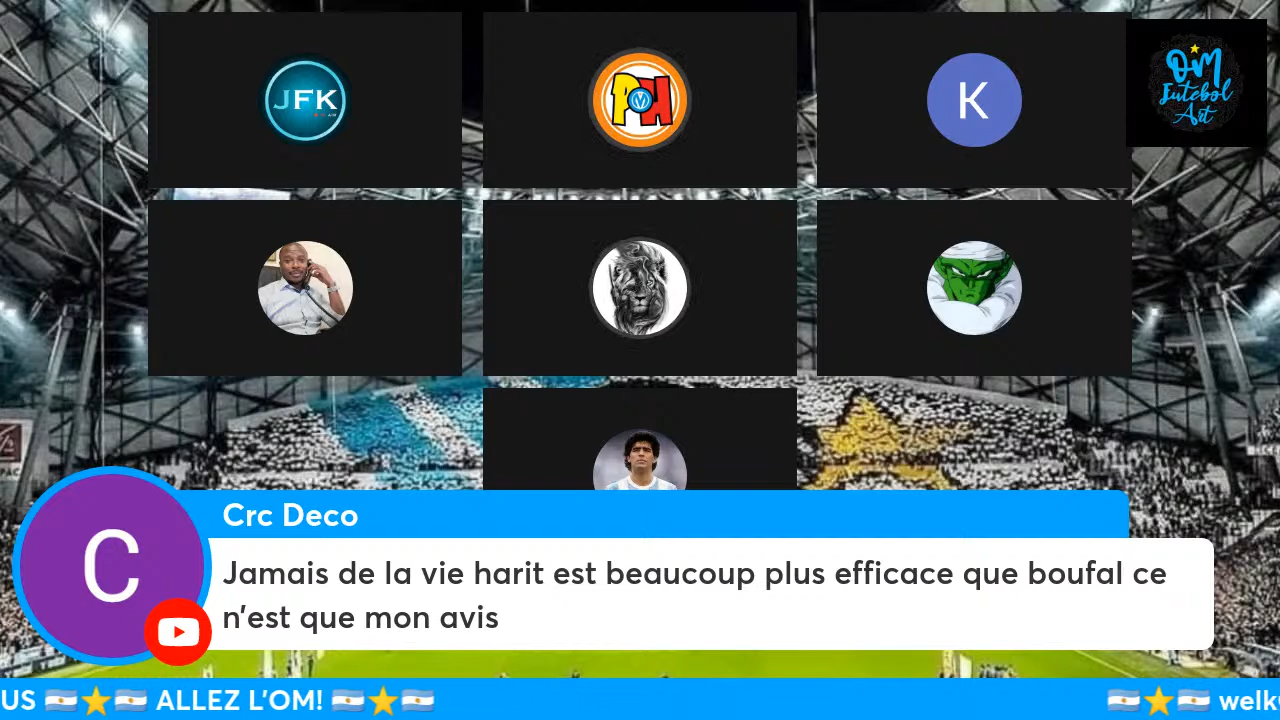 JFK
PH
K
OM
Futebol
Art
C
Crc Deco
Jamais de la vie harit est beaucoup plus efficace que boufal ce
n'est que mon avis
US 🇦🇷⭐🇦🇷 ALLEZ L'OM! 🇦🇷⭐🇦🇷
🇦🇷⭐🇦🇷 welk